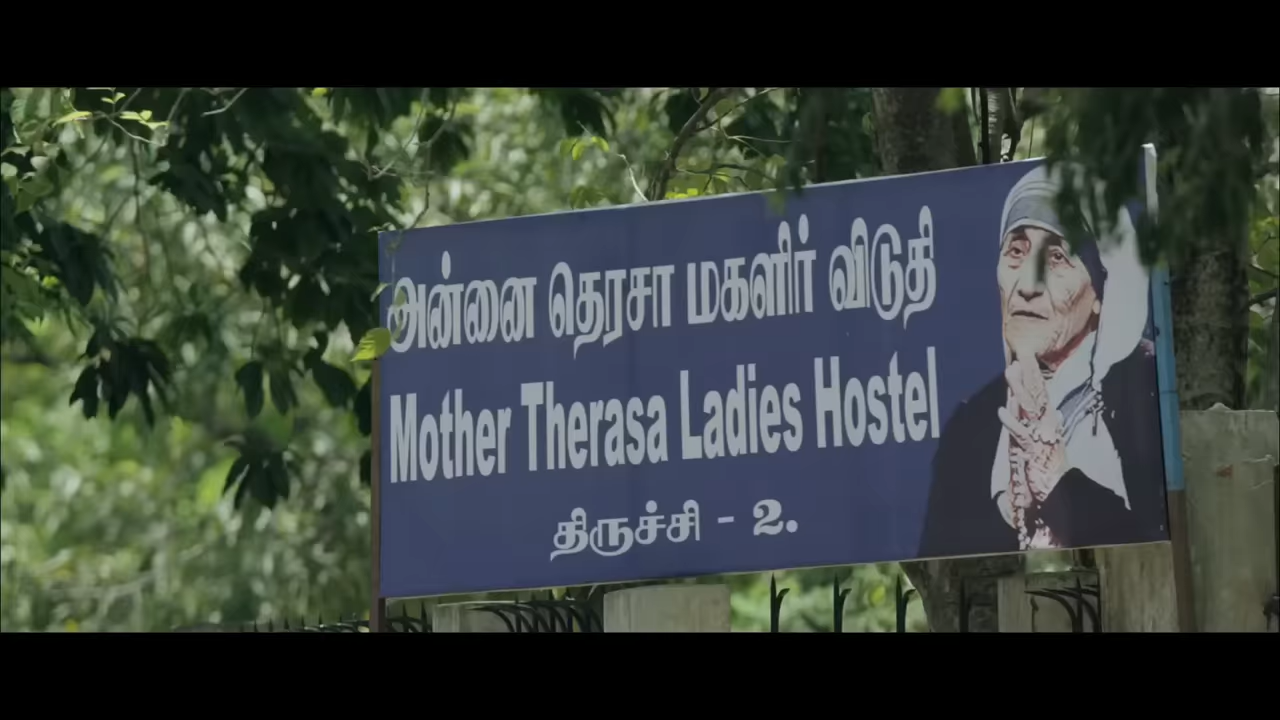 அன்னை தெரசா மகளிர் விடுதி
Mother Therasa Ladies Hostel
திருச்சி - 2.